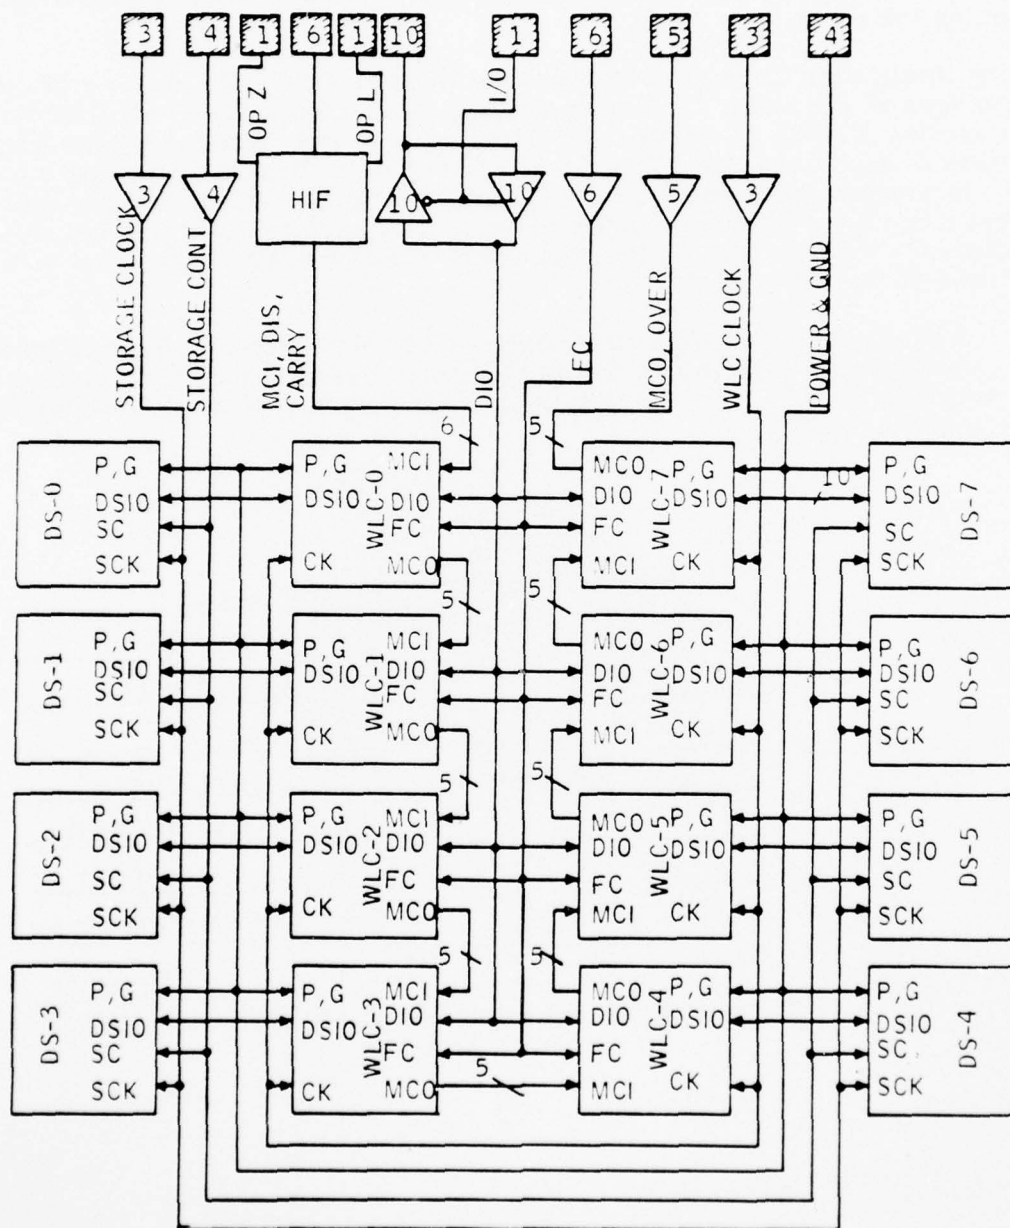 3 4 1 6 1 10 1 6 5 3 4
OP Z
OP L
I/O
3 4 HIF 10 10 6 5 3
STORAGE CLOCK
STORAGE CONT
MCI, DIS,
CARRY
DIO
FC
MCO, OVER
WLC CLOCK
POWER & GND
6 5
DS-0
P,G
DSIO
SC
SCK
WLC-0
P,G MCI
DSIO DIO
FC
CK MCO
WLC-7
MCO P,G
DIO DSIO
FC
MCI CK
10
DS-7
P,G
DSIO
SC
SCK
5 5
DS-1
P,G
DSIO
SC
SCK
WLC-1
P,G MCI
DSIO DIO
FC
CK MCO
WLC-6
MCO P,G
DIO DSIO
FC
MCI CK
DS-6
P,G
DSIO
SC
SCK
5 5
DS-2
P,G
DSIO
SC
SCK
WLC-2
P,G MCI
DSIO DIO
FC
CK MCO
WLC-5
MCO P,G
DIO DSIO
FC
MCI CK
DS-5
P,G
DSIO
SC
SCK
5 5
DS-3
P,G
DSIO
SC
SCK
WLC-3
P,G MCI
DSIO DIO
FC
CK MCO
5
WLC-4
MCO P,G
DIO DSIO
FC
MCI CK
DS-4
P,G
DSIO
SC
SCK